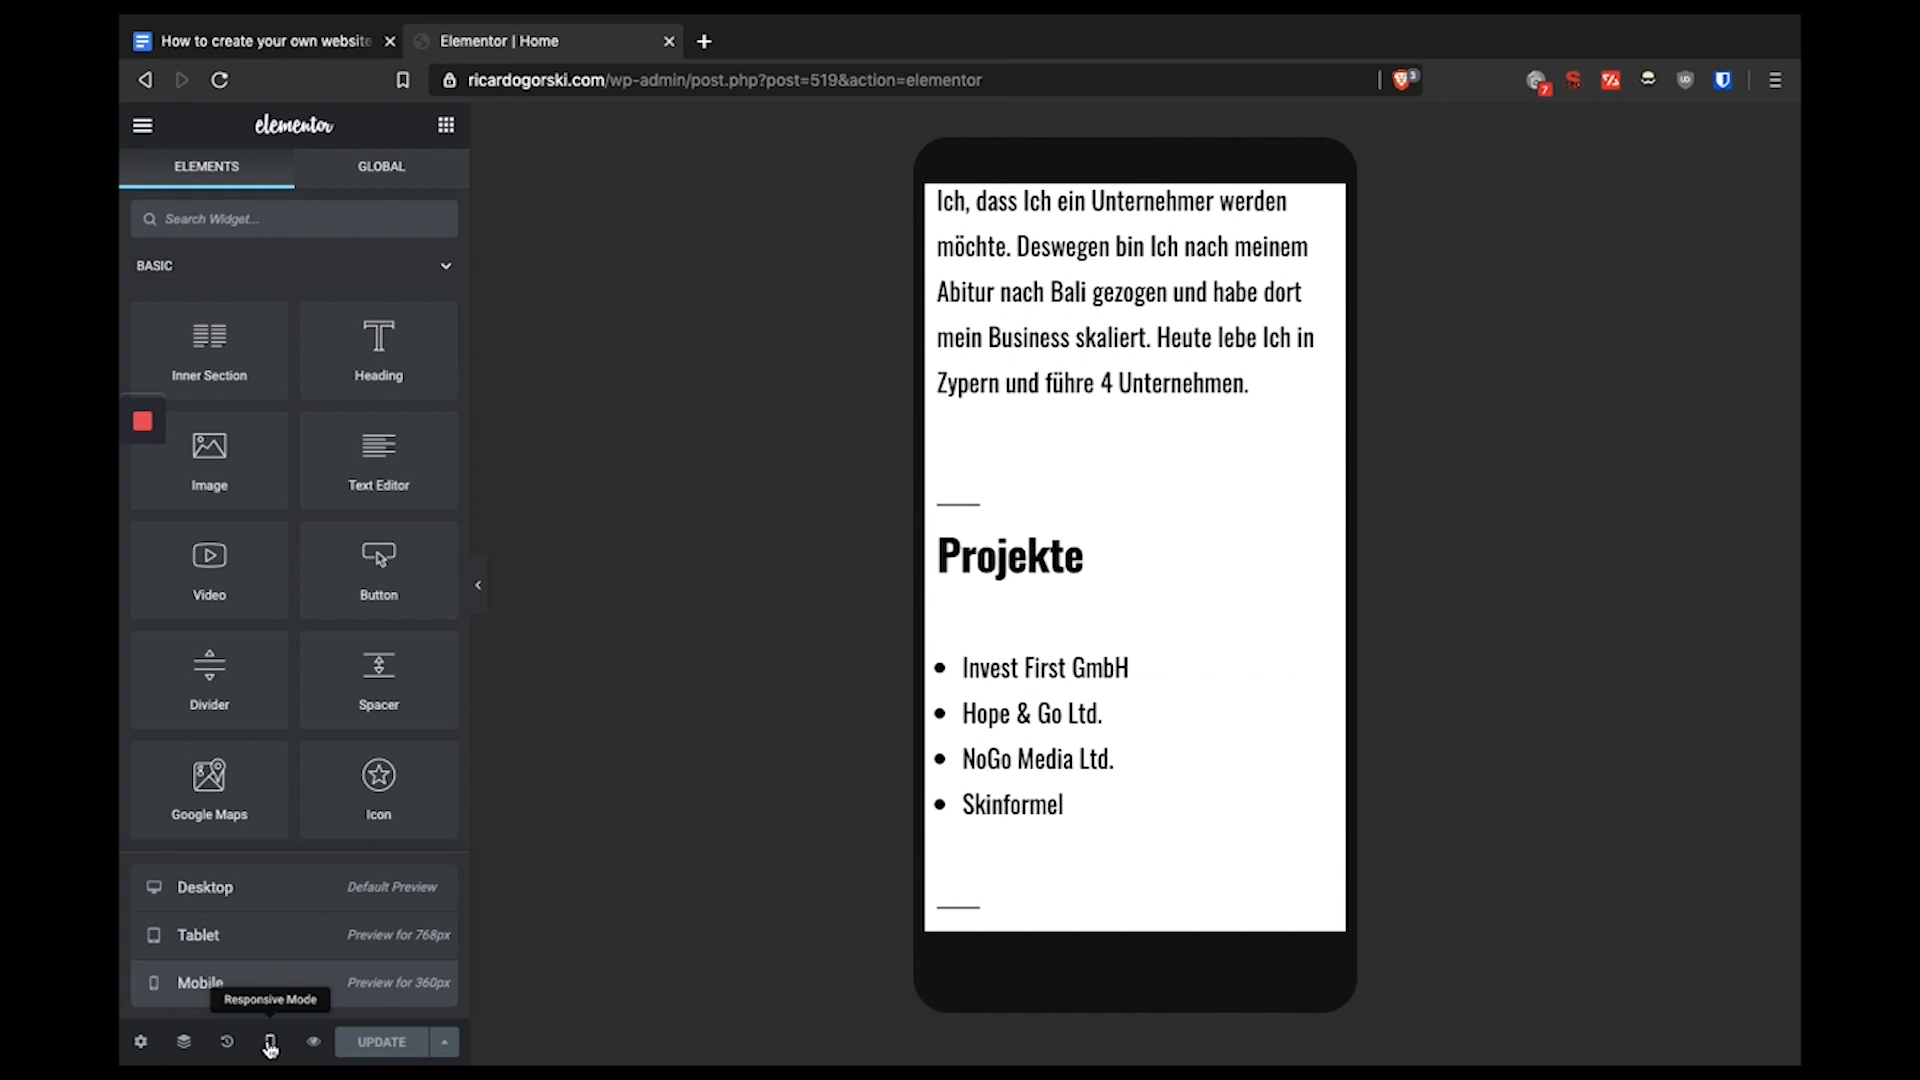 How to create your own website
Elementor | Home
ricardogorski.com/wp-admin/post.php?post=519&action=elementor
3
7
elementor
ELEMENTS
GLOBAL
Search Widget...
BASIC
Inner Section
Heading
Image
Text Editor
Video
Button
Divider
Spacer
Google Maps
Icon
Desktop
Default Preview
Tablet
Preview for 768px
Mobile
Preview for 360px
Responsive Mode
UPDATE
Ich, dass Ich ein Unternehmer werden
möchte. Deswegen bin Ich nach meinem
Abitur nach Bali gezogen und habe dort
mein Business skaliert. Heute lebe Ich in
Zypern und führe 4 Unternehmen.
Projekte
Invest First GmbH
Hope & Go Ltd.
NoGo Media Ltd.
Skinformel